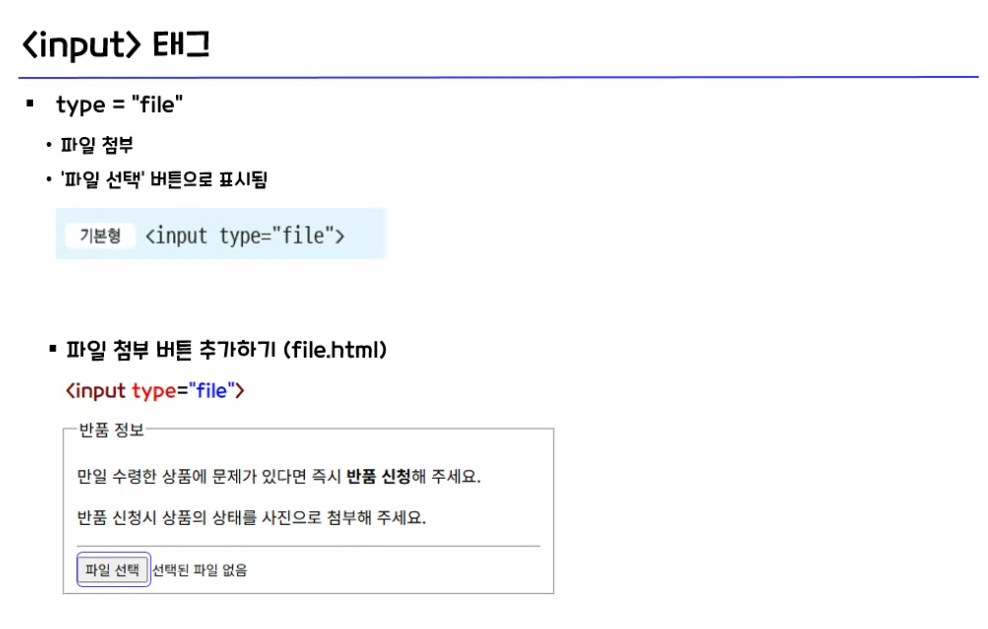 <input> 태그
▪ type = "file"
• 파일 첨부
• '파일 선택' 버튼으로 표시됨
기본형 <input type="file">
▪ 파일 첨부 버튼 추가하기 (file.html)
<input type="file">
반품 정보
만일 수령한 상품에 문제가 있다면 즉시 반품 신청해 주세요.
반품 신청시 상품의 상태를 사진으로 첨부해 주세요.
파일 선택 선택된 파일 없음